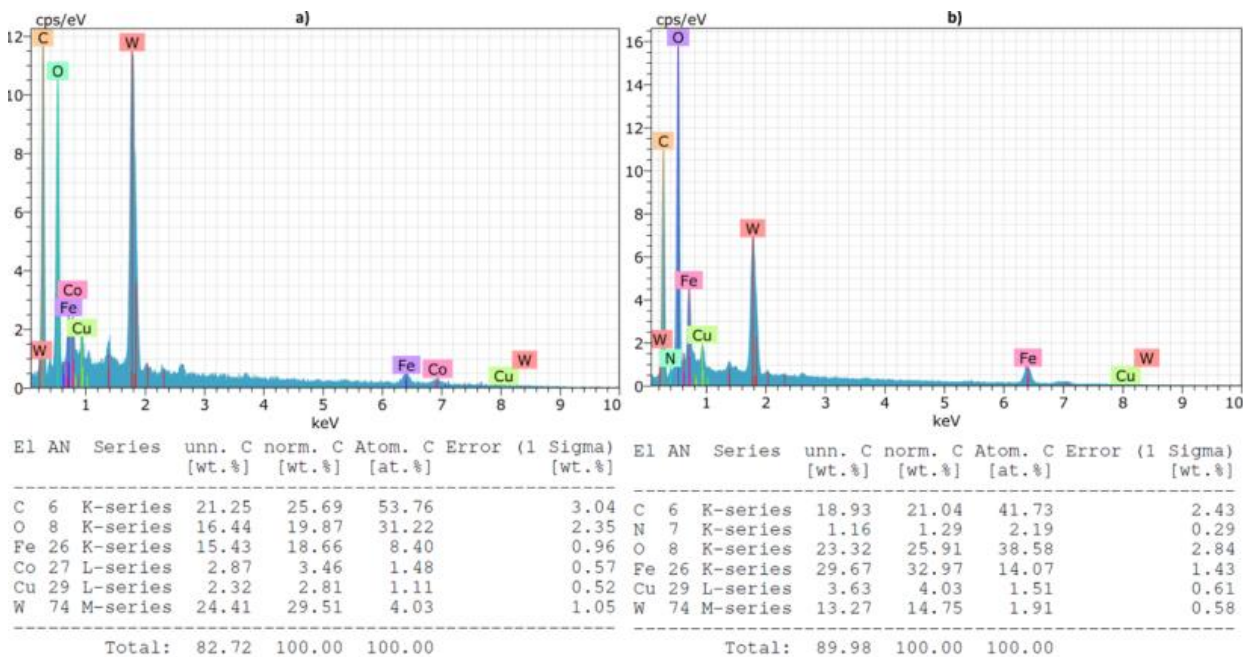 cps/eV
a)
12
10
8
6
4
2
0
C
O
W
Co
Fe
Cu
W
Fe
Co
Cu
W
1 2 3 4 5 6 7 8 9 10
keV
El AN Series unn. C norm. C Atom. C Error (1 Sigma)
[wt.%] [wt.%] [at.%] [wt.%]
C 6 K-series 21.25 25.69 53.76 3.04
O 8 K-series 16.44 19.87 31.22 2.35
Fe 26 K-series 15.43 18.66 8.40 0.96
Co 27 L-series 2.87 3.46 1.48 0.57
Cu 29 L-series 2.32 2.81 1.11 0.52
W 74 M-series 24.41 29.51 4.03 1.05
Total: 82.72 100.00 100.00
cps/eV
b)
16
14
12
10
8
6
4
2
0
O
C
W
Fe
Cu
W
N
Fe
Cu
W
1 2 3 4 5 6 7 8 9 10
keV
El AN Series unn. C norm. C Atom. C Error (1 Sigma)
[wt.%] [wt.%] [at.%] [wt.%]
C 6 K-series 18.93 21.04 41.73 2.43
N 7 K-series 1.16 1.29 2.19 0.29
O 8 K-series 23.32 25.91 38.58 2.84
Fe 26 K-series 29.67 32.97 14.07 1.43
Cu 29 L-series 3.63 4.03 1.51 0.61
W 74 M-series 13.27 14.75 1.91 0.58
Total: 89.98 100.00 100.00